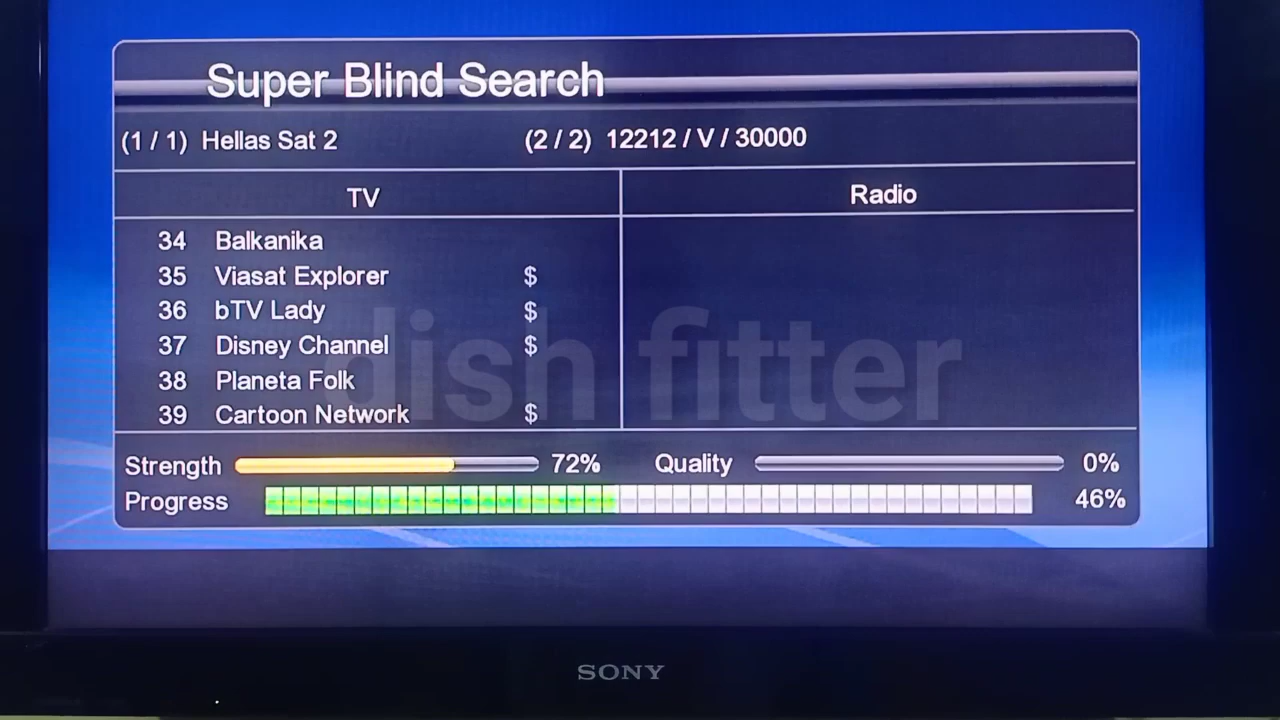 Super Blind Search
(1 / 1) Hellas Sat 2 (2 / 2) 12212 / V / 30000
TV Radio
34 Balkanika
35 Viasat Explorer $
36 bTV Lady $
37 Disney Channel $
38 Planeta Folk
39 Cartoon Network $
dish fitter
Strength 72% Quality 0%
Progress 46%
SONY